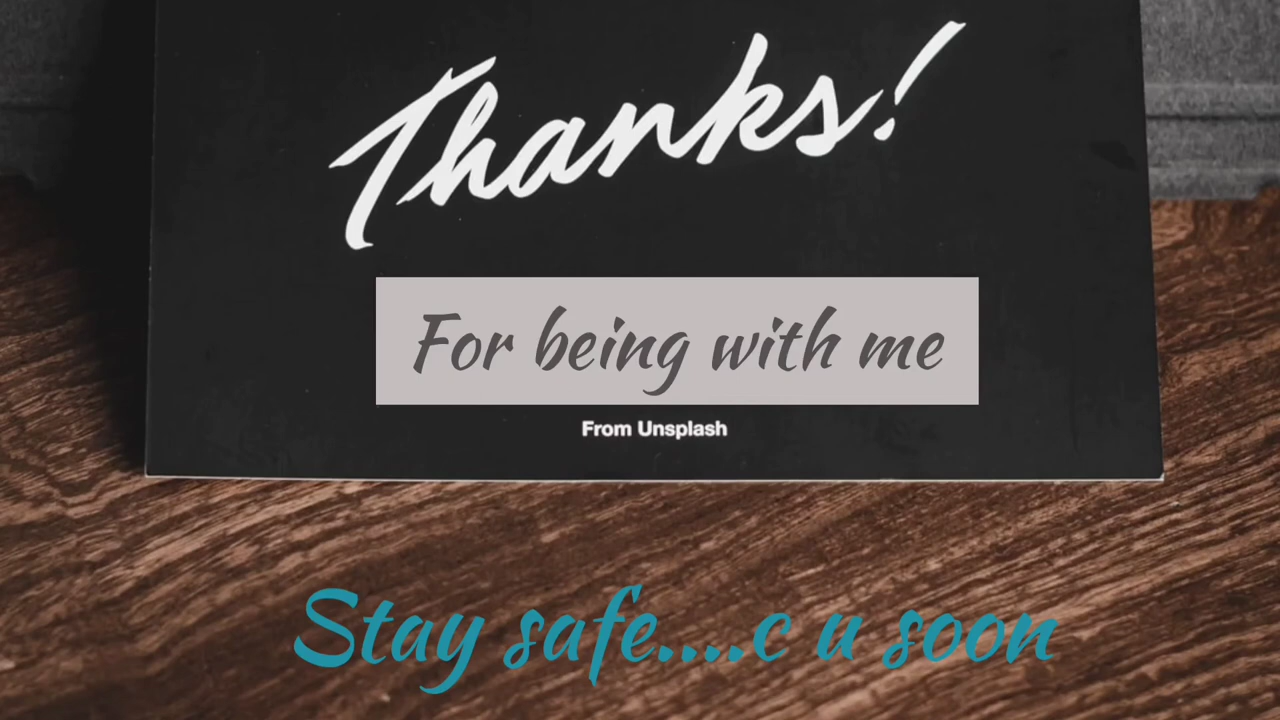 Thanks!
For being with me
From Unsplash
Stay safe....c u soon